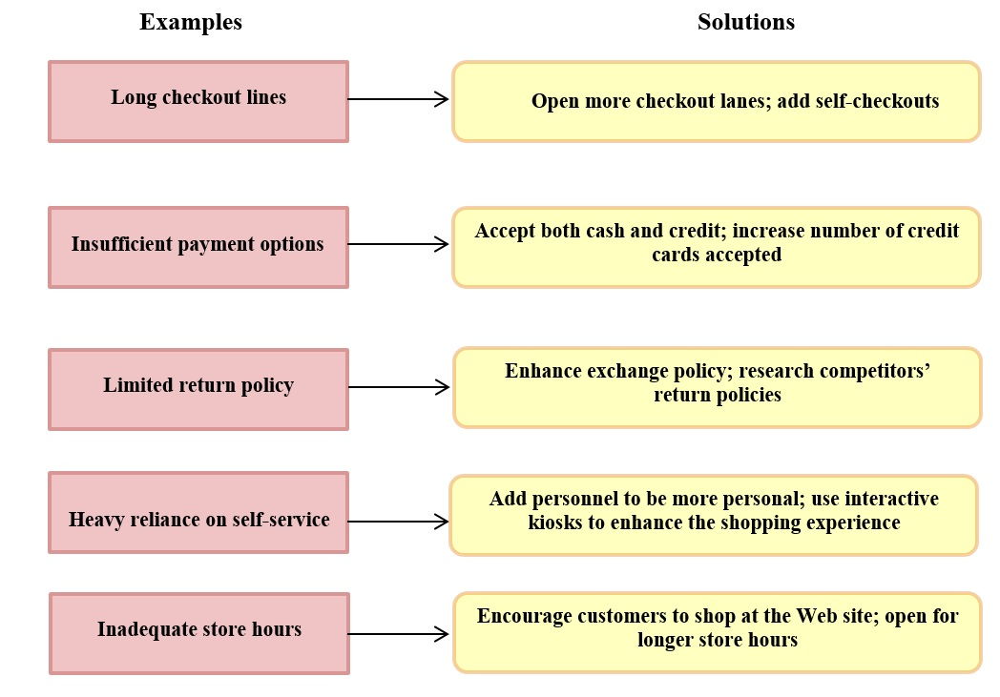 Examples
Solutions
Long checkout lines
Open more checkout lanes; add self-checkouts
Insufficient payment options
Accept both cash and credit; increase number of credit
cards accepted
Limited return policy
Enhance exchange policy; research competitors’
return policies
Heavy reliance on self-service
Add personnel to be more personal; use interactive
kiosks to enhance the shopping experience
Inadequate store hours
Encourage customers to shop at the Web site; open for
longer store hours